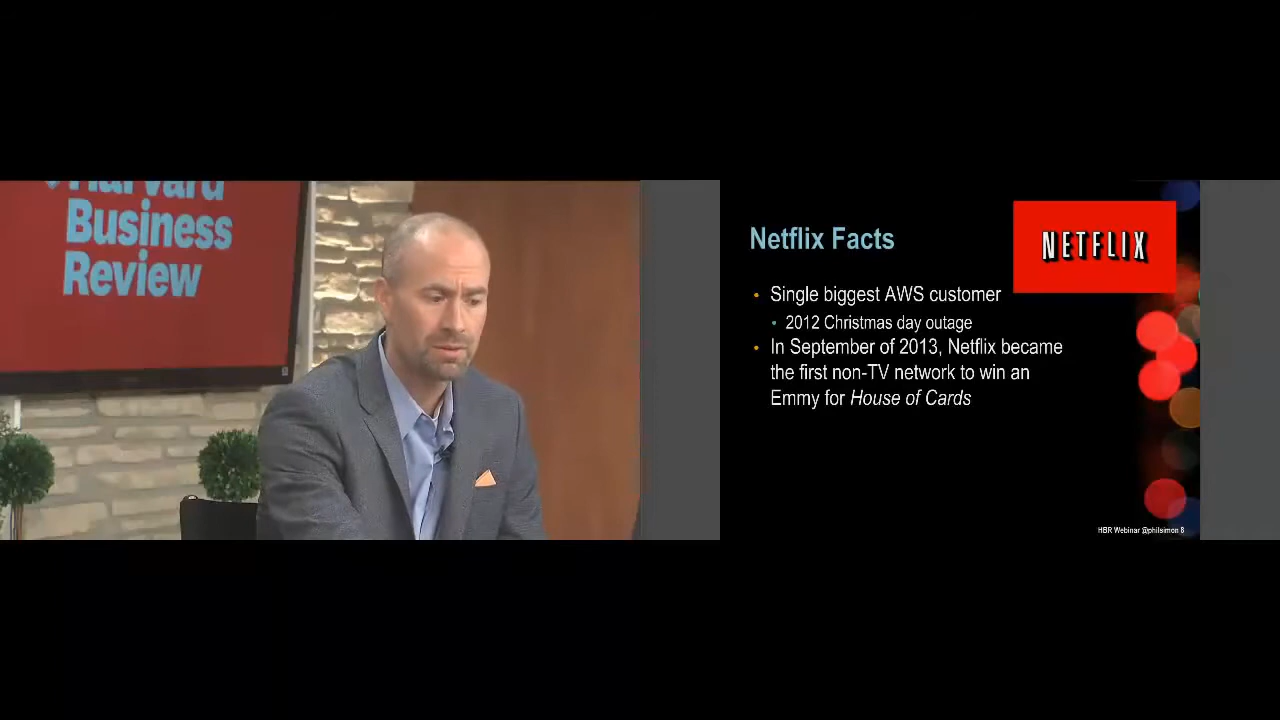 Harvard
Business
Review
Netflix Facts
NETFLIX
• Single biggest AWS customer
• 2012 Christmas day outage
• In September of 2013, Netflix became
the first non-TV network to win an
Emmy for House of Cards
HBR Webinar @philsimon 8